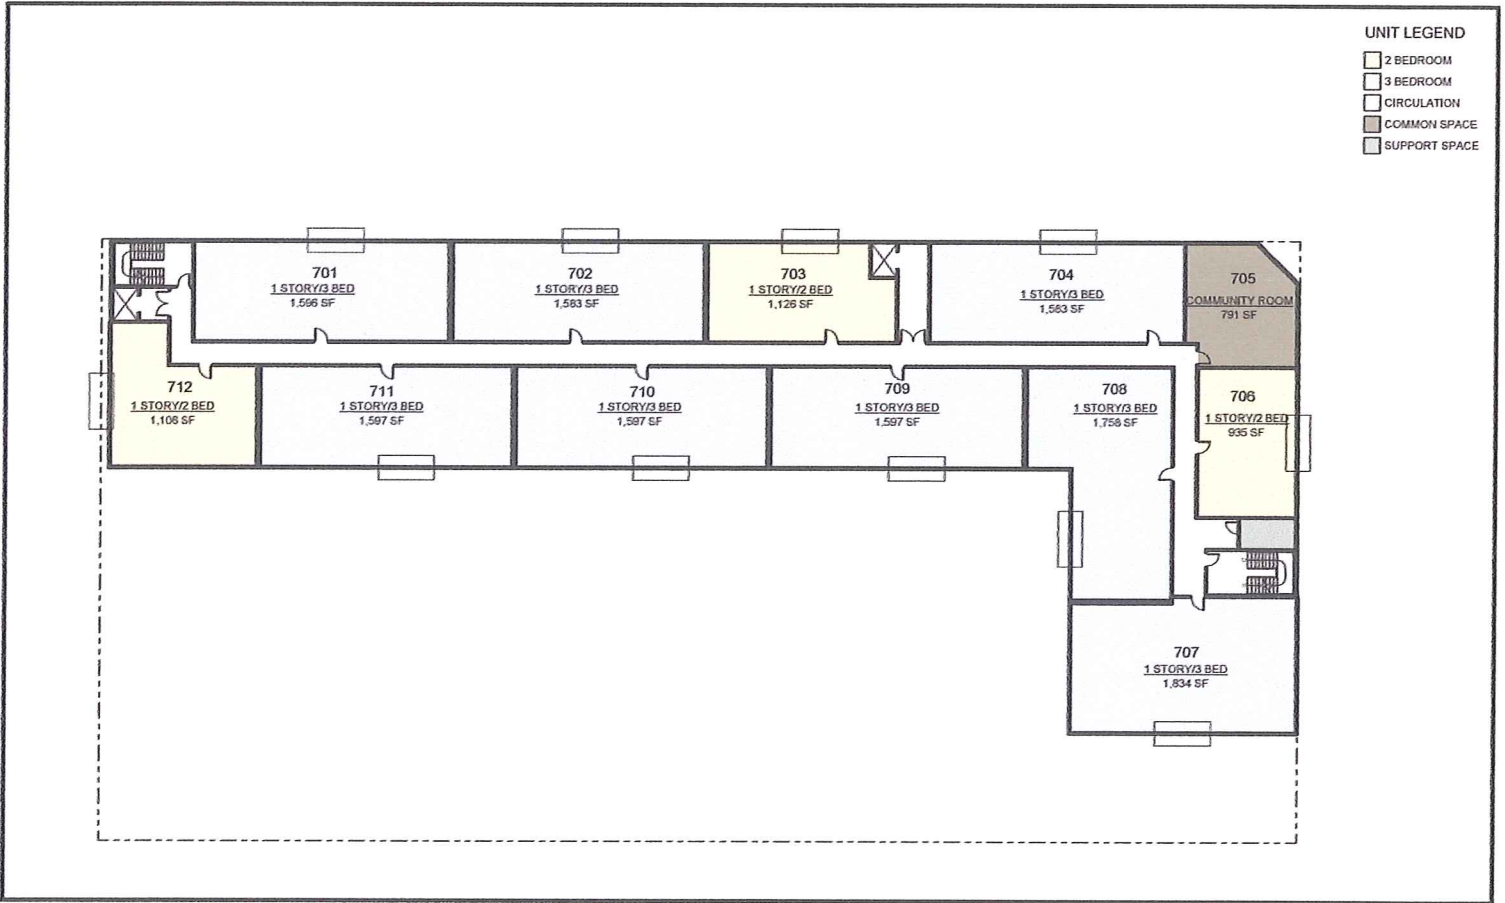 UNIT LEGEND
2 BEDROOM
3 BEDROOM
CIRCULATION
COMMON SPACE
SUPPORT SPACE
701
1 STORY/3 BED
1,596 SF
702
1 STORY/3 BED
1,583 SF
703
1 STORY/2 BED
1,126 SF
704
1 STORY/3 BED
1,583 SF
705
COMMUNITY ROOM
791 SF
712
1 STORY/2 BED
1,106 SF
711
1 STORY/3 BED
1,597 SF
710
1 STORY/3 BED
1,597 SF
709
1 STORY/3 BED
1,597 SF
708
1 STORY/3 BED
1,758 SF
706
1 STORY/2 BED
935 SF
707
1 STORY/3 BED
1,834 SF